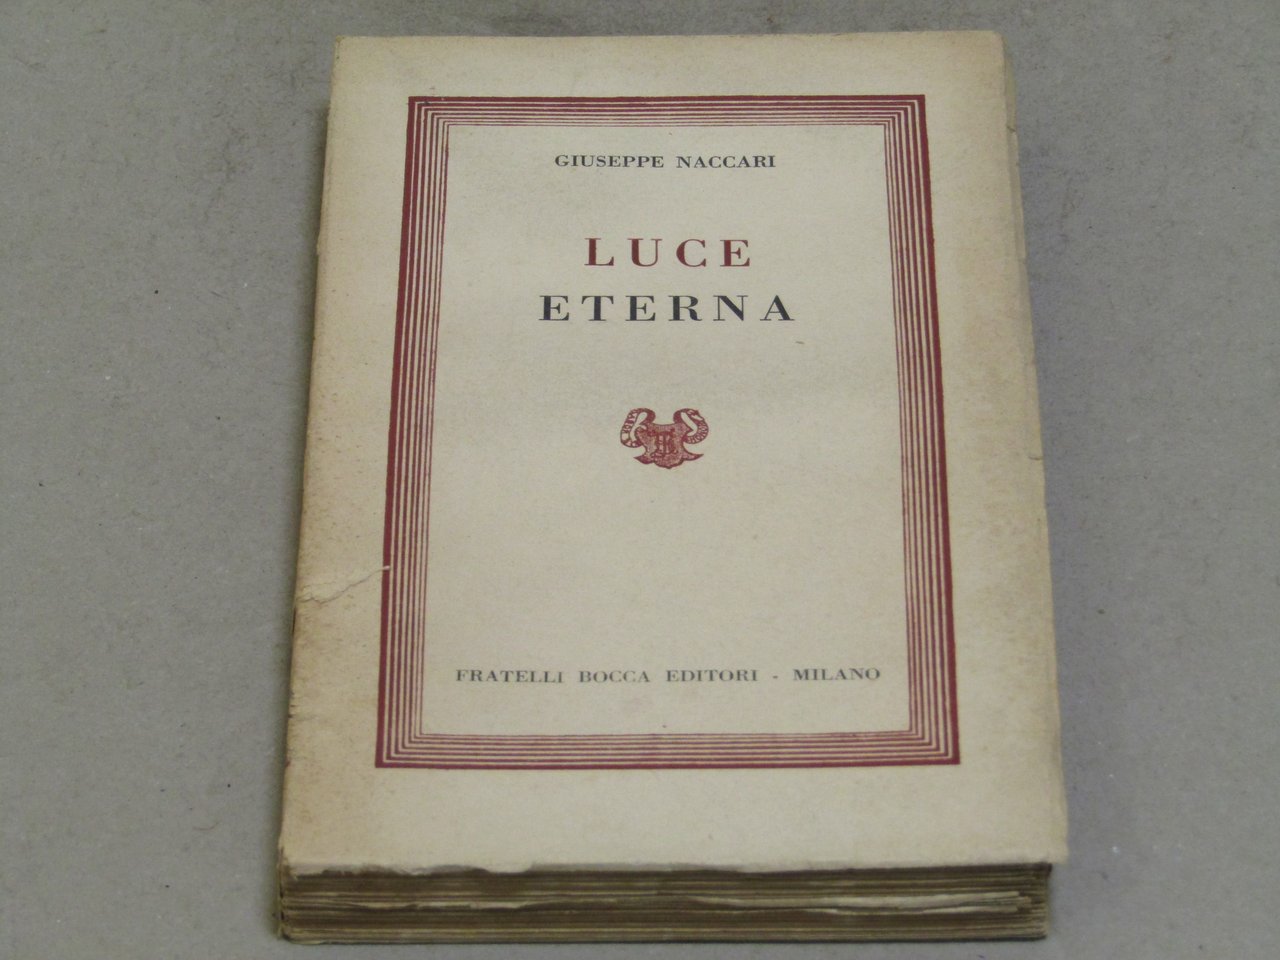 GIUSEPPE NACCARI
LUCE
ETERNA
FRATELLI BOCCA EDITORI - MILANO